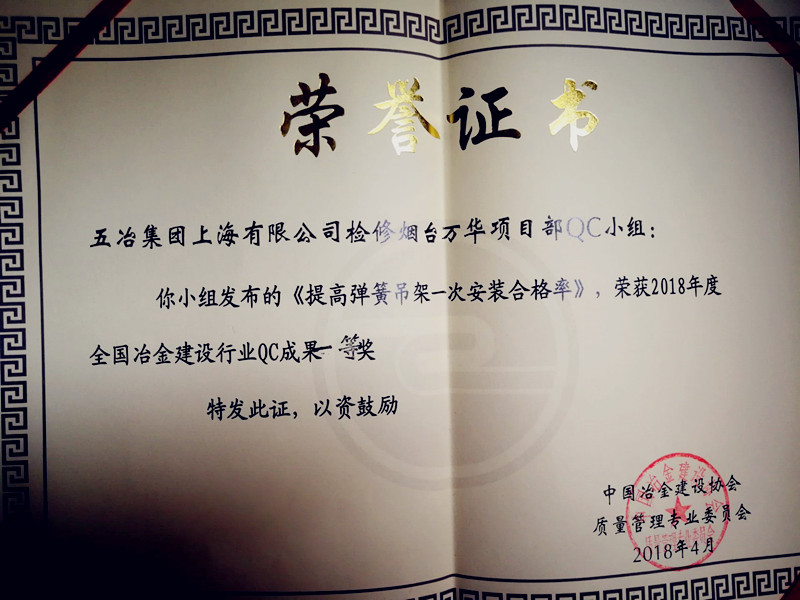 荣誉证书
五冶集团上海有限公司检修烟台万华项目部QC小组：
你小组发布的《提高弹簧吊架一次安装合格率》，荣获2018年度
全国冶金建设行业QC成果一等奖
特发此证，以资鼓励
中国冶金建设协会
质量管理专业委员会
2018年4月